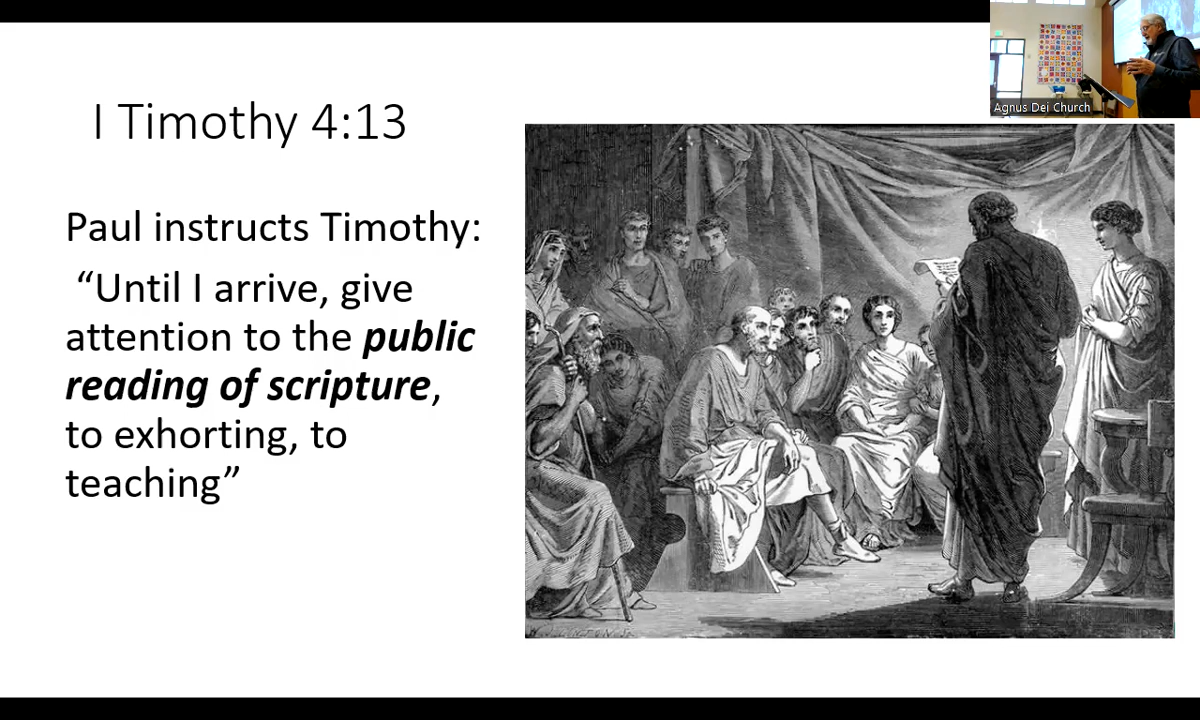 I Timothy 4:13
Paul instructs Timothy:
“Until I arrive, give
attention to the public
reading of scripture,
to exhorting, to
teaching”
Agnus Dei Church